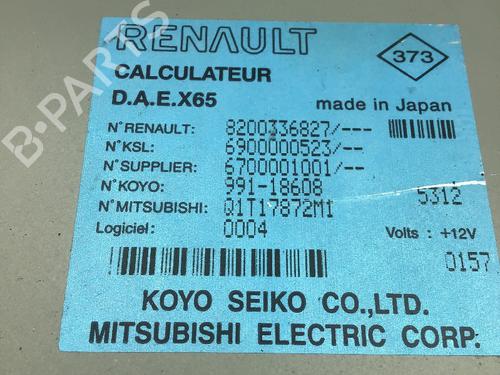 RENAULT
373
CALCULATEUR
D.A.E.X65 made in Japan
N°RENAULT: 8200336827/---
N°KSL: 6900000523/--
N°SUPPLIER: 6700001001/--
N°KOYO: 991-18608 5312
N°MITSUBISHI: Q1T17872M1
Logiciel: 0004 Volts : +12V
0157
KOYO SEIKO CO.,LTD.
MITSUBISHI ELECTRIC CORP.
B-PARTS